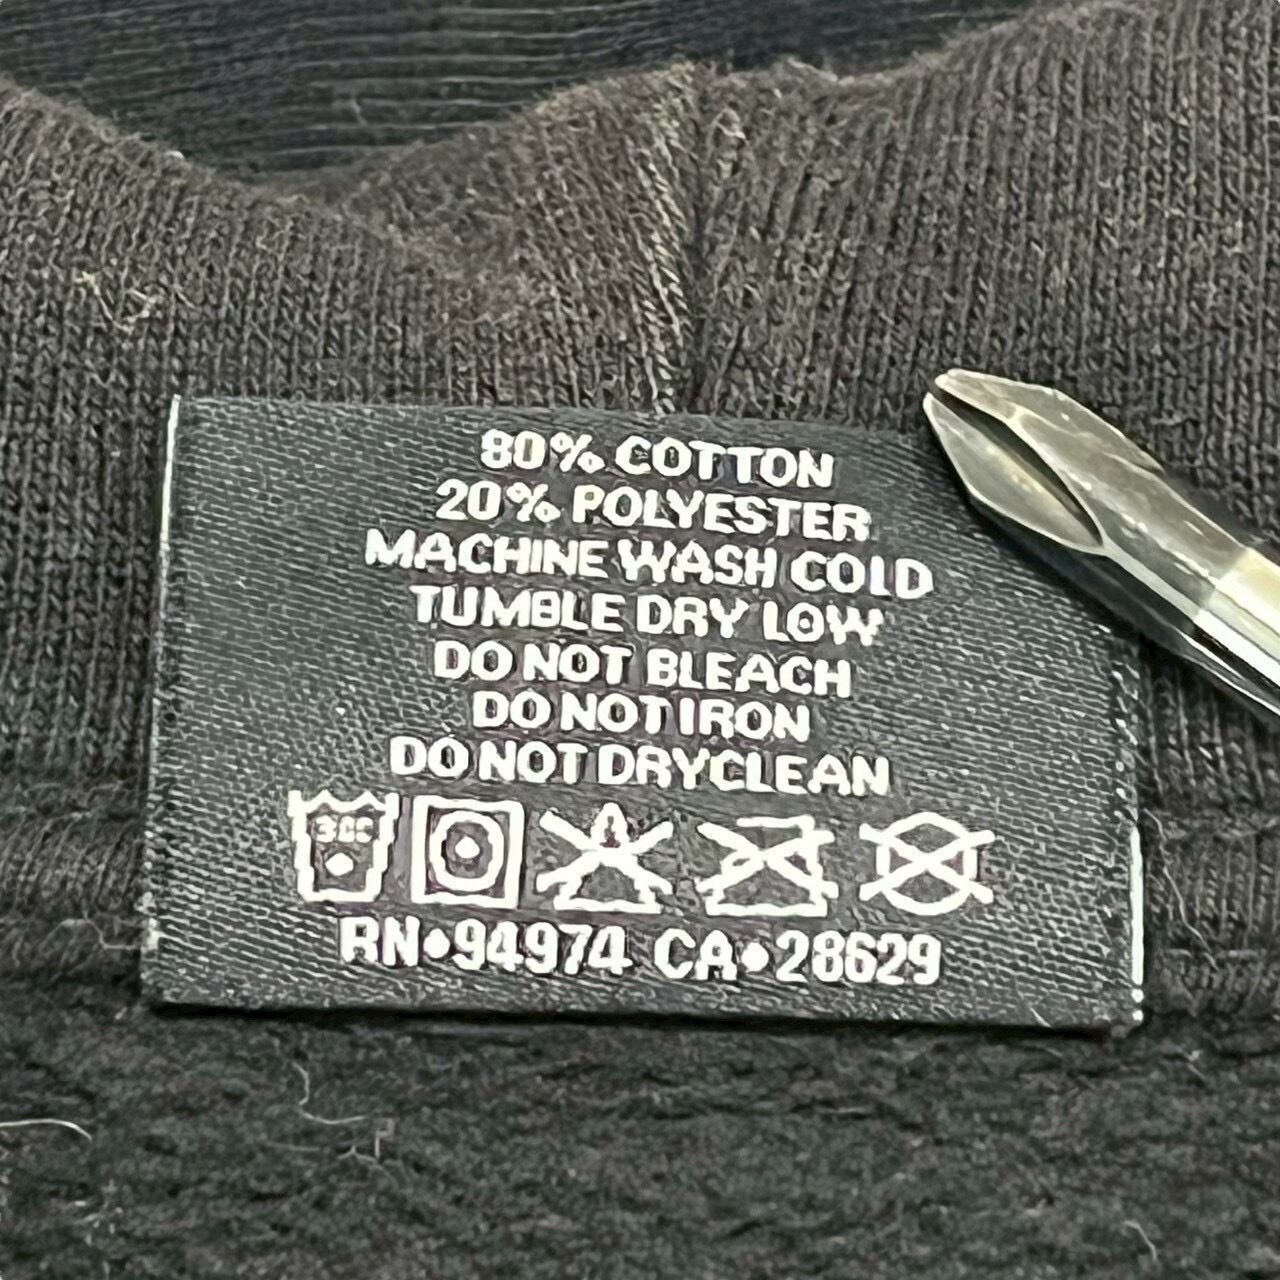 80% COTTON
20% POLYESTER
MACHINE WASH COLD
TUMBLE DRY LOW
DO NOT BLEACH
DO NOT IRON
DO NOT DRYCLEAN
RN•94974 CA•28629